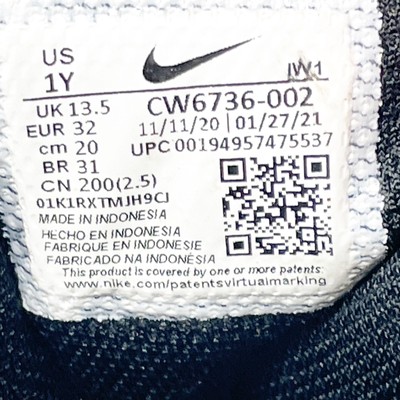 US
1Y
JW1
UK 13.5
CW6736-002
EUR 32
11/11/20 | 01/27/21
cm 20
UPC 00194957475537
BR 31
CN 200(2.5)
01K1RXTMJH9CJ
MADE IN INDONESIA
HECHO EN INDONESIA
FABRIQUE EN INDONESIE
FABRICADO NA INDONÉSIA
This product is covered by one or more patents:
www.nike.com/patentsvirtualmarking